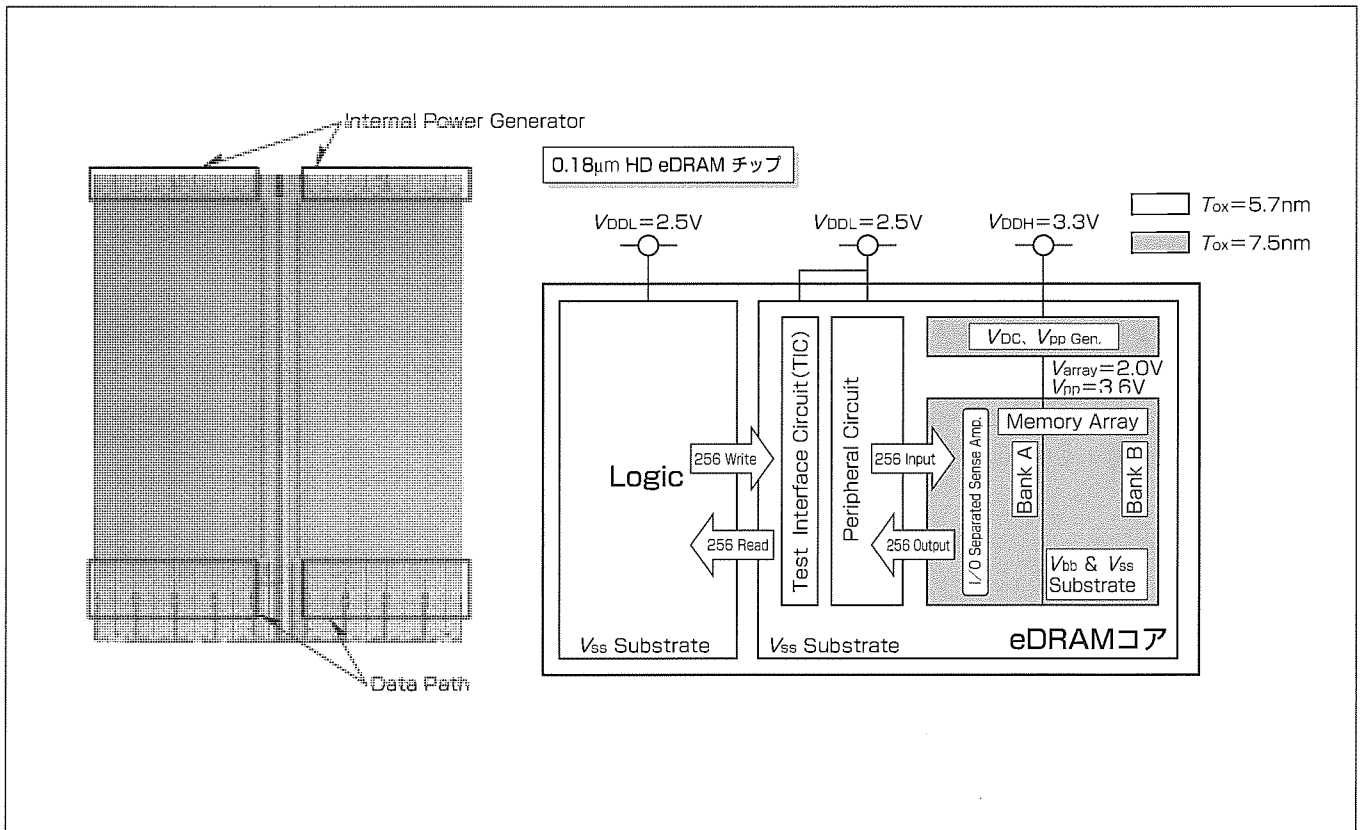 Internal Power Generator
Data Path
0.18μm HD eDRAM チップ
VDDL=2.5V
VDDL=2.5V
VDDH=3.3V
Tox=5.7nm
Tox=7.5nm
Logic
VSS Substrate
256 Write
256 Read
Test Interface Circuit(TIC)
Peripheral Circuit
256 Input
256 Output
VDC、Vpp Gen.
Varray=2.0V
Vpp=3.6V
I/O Separated Sense Amp.
Memory Array
Bank A
Bank B
Vbb & Vss
Substrate
VSS Substrate
eDRAMコア